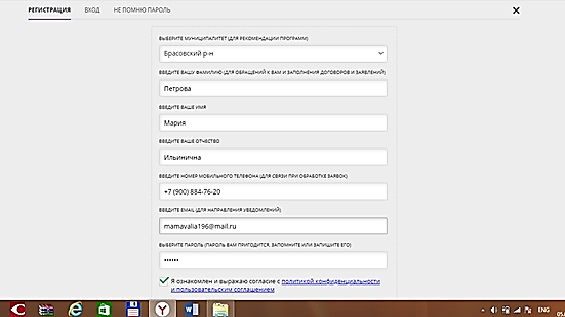 РЕГИСТРАЦИЯ ВХОД НЕ ПОМНЮ ПАРОЛЬ X
ВЫБЕРИТЕ МУНИЦИПАЛИТЕТ (ДЛЯ РЕКОМЕНДАЦИИ ПРОГРАММ)
Брасовский р-н
ВВЕДИТЕ ВАШУ ФАМИЛИЮ (ДЛЯ ОБРАЩЕНИЙ К ВАМ И ЗАПОЛНЕНИЯ ДОГОВОРОВ И ЗАЯВЛЕНИЙ)
Петрова
ВВЕДИТЕ ВАШЕ ИМЯ
Мария
ВВЕДИТЕ ВАШЕ ОТЧЕСТВО
Ильинична
ВВЕДИТЕ НОМЕР МОБИЛЬНОГО ТЕЛЕФОНА (ДЛЯ СВЯЗИ ПРИ ОБРАБОТКЕ ЗАЯВОК)
+7 (900) 834-76-20
ВВЕДИТЕ EMAIL (ДЛЯ НАПРАВЛЕНИЯ УВЕДОМЛЕНИЙ)
mamavalia196@mail.ru
ВЫБЕРИТЕ ПАРОЛЬ (ПАРОЛЬ ВАМ ПРИГОДИТСЯ, ЗАПОМНИТЕ ИЛИ ЗАПИШИТЕ ЕГО)
••••••
Я ознакомлен и выражаю согласие с политикой конфиденциальности
и пользовательским соглашением
ENG